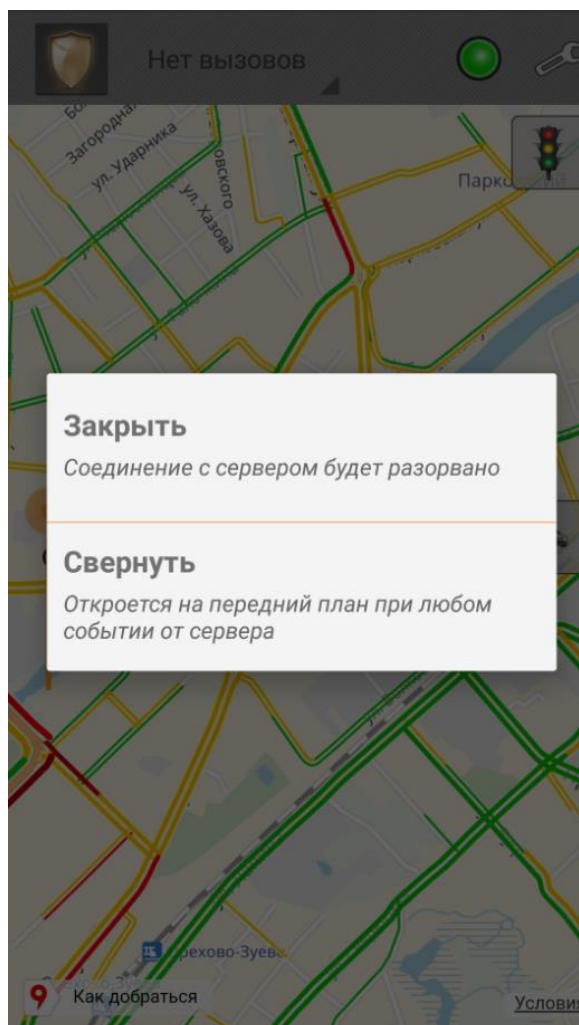 Нет вызовов
Загородная
ул. Ударника
ул. Хазова
Закрыть
Соединение с сервером будет разорвано
Свернуть
Откроется на передний план при любом
событии от сервера
Как добраться
Условия